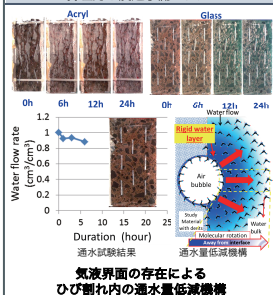 Acryl Glass
0h 6h 12h 24h 0h 6h 12h 24h
Water flow rate
(cm³/cm³)
1.2
1
0.8
0.6
0.4
0.2
0
0 5 10 15 20
Duration (hour)
通水試験結果
Water flow
Rigid water
layer
Air
bubble
Study
Material
with dents
Water
bulk
Molecular rotation
Away from interface
通水量低減機構
気液界面の存在による
ひび割れ内の通水量低減機構